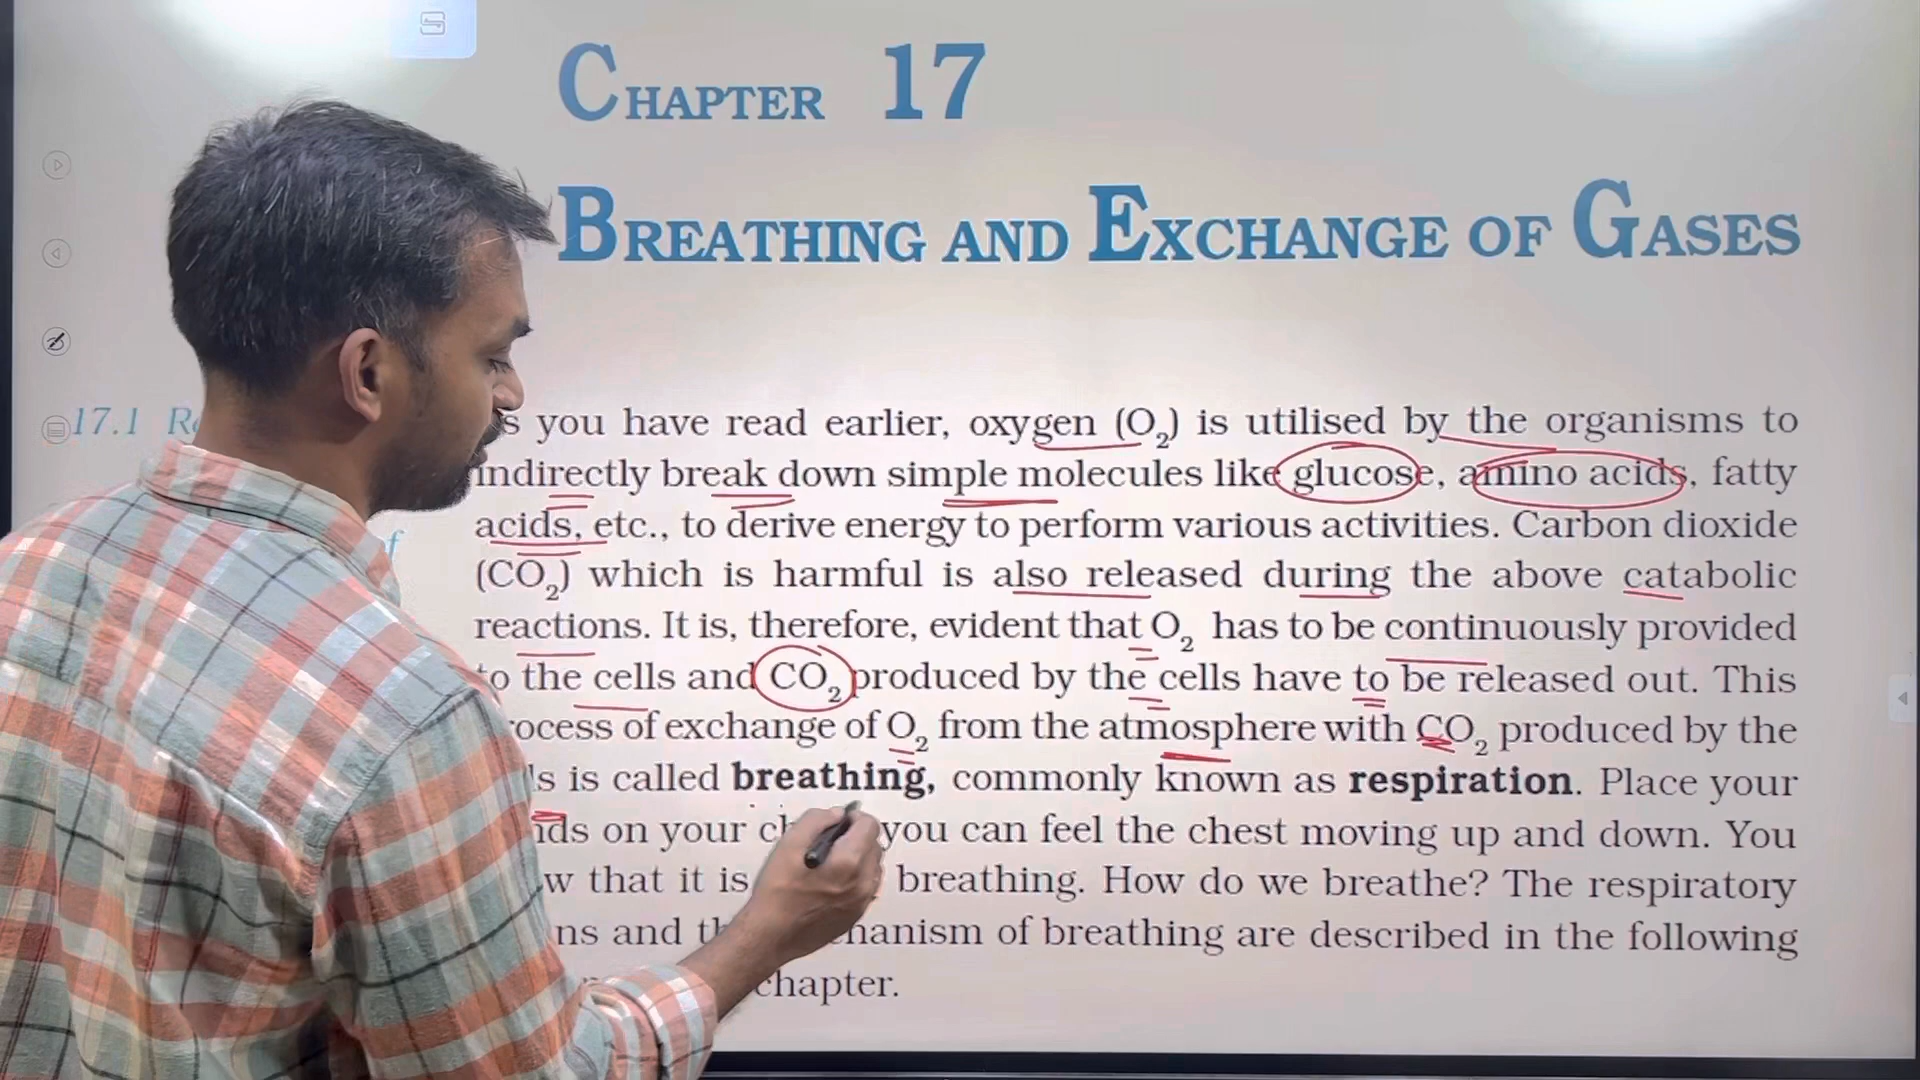 CHAPTER 17
BREATHING AND EXCHANGE OF GASES
17.1
you have read earlier, oxygen (O₂) is utilised by the organisms to
indirectly break down simple molecules like glucose, amino acids, fatty
acids, etc., to derive energy to perform various activities. Carbon dioxide
(CO₂) which is harmful is also released during the above catabolic
reactions. It is, therefore, evident that O₂ has to be continuously provided
to the cells and CO₂ produced by the cells have to be released out. This
of exchange of O₂ from the atmosphere with CO₂ produced by the
is called breathing, commonly known as respiration. Place your
on your you can feel the chest moving up and down. You
that it is breathing. How do we breathe? The respiratory
and of breathing are described in the following
chapter.